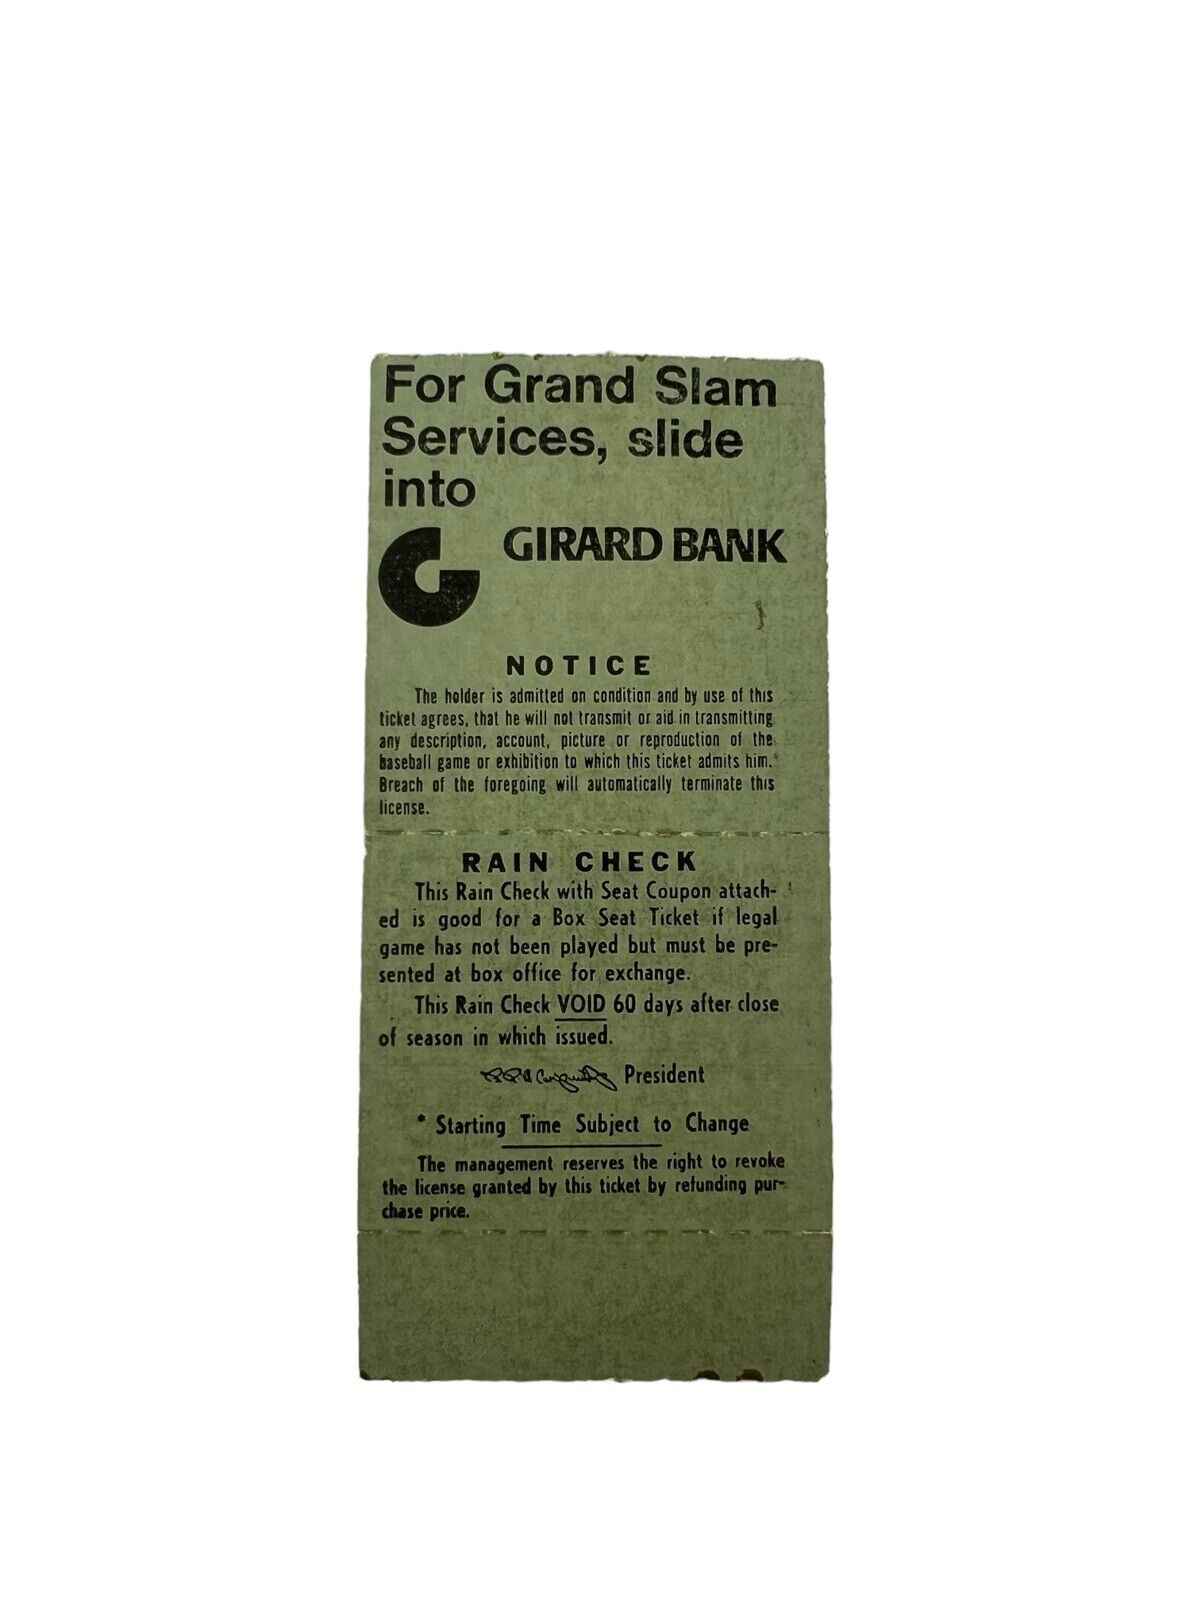 For Grand Slam
Services, slide
into
GIRARD BANK
NOTICE
The holder is admitted on condition and by use of this
ticket agrees, that he will not transmit or aid in transmitting
any description, account, picture or reproduction of the
baseball game or exhibition to which this ticket admits him.
Breach of the foregoing will automatically terminate this
license.
RAIN CHECK
This Rain Check with Seat Coupon attach-
ed is good for a Box Seat Ticket if legal
game has not been played but must be pre-
sented at box office for exchange.
This Rain Check VOID 60 days after close
of season in which issued.
President
* Starting Time Subject to Change
The management reserves the right to revoke
the license granted by this ticket by refunding pur-
chase price.